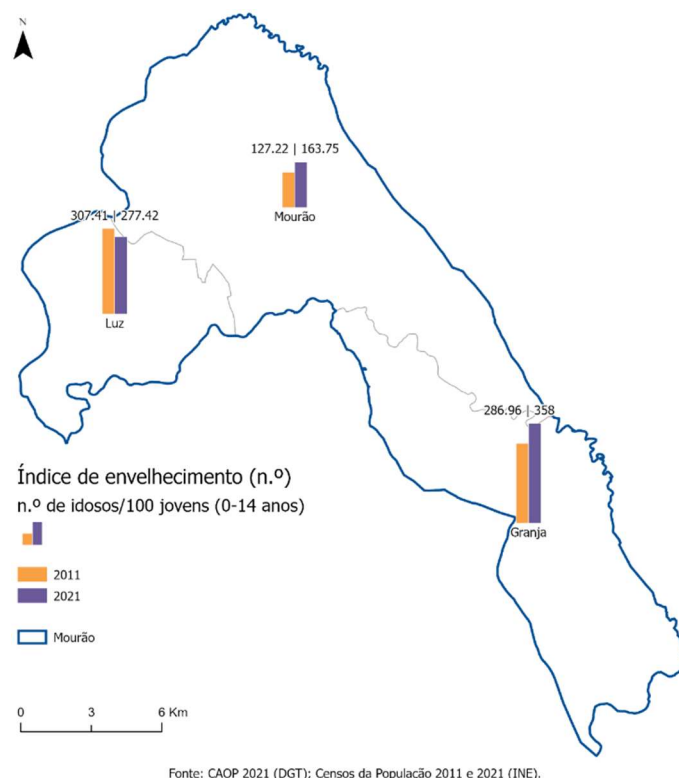 N
127.22 | 163.75
Mourão
307.41 | 277.42
Luz
286.96 | 358
Granja
Índice de envelhecimento (n.º)
n.º de idosos/100 jovens (0-14 anos)
2011
2021
Mourão
0 3 6 Km
Fonte: CAOP 2021 (DGT); Censos da População 2011 e 2021 (INE).